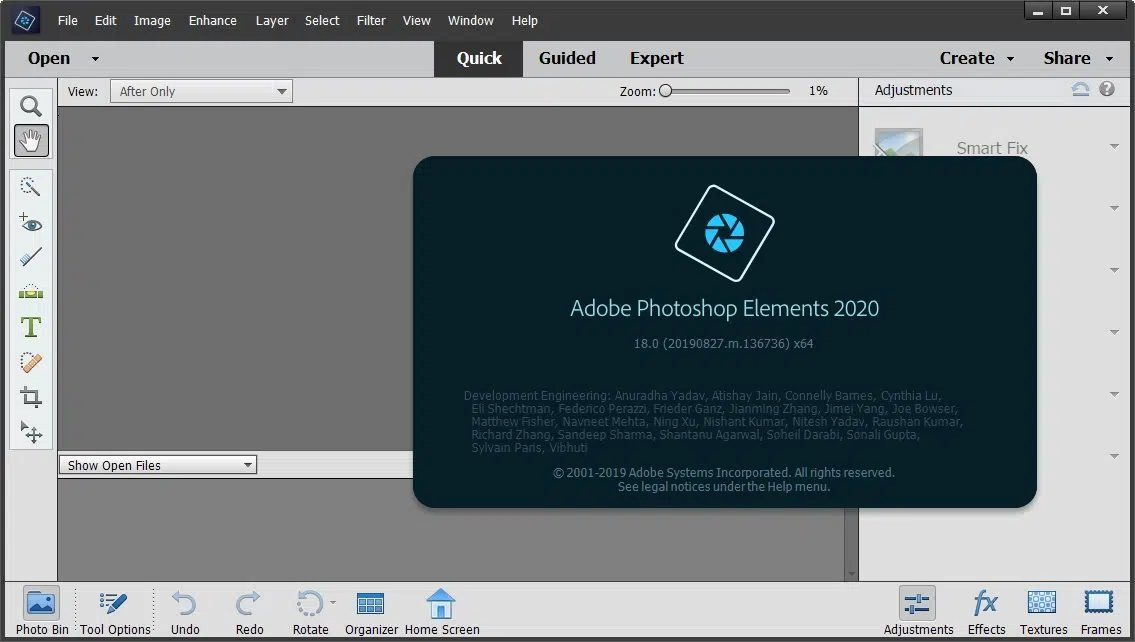 File Edit Image Enhance Layer Select Filter View Window Help
Open Quick Guided Expert Create Share
View: After Only Zoom: 1% Adjustments
Smart Fix
T
Adobe Photoshop Elements 2020
18.0 (20190827.m.136736) x64
Development Engineering: Anuradha Yadav, Atishay Jain, Connelly Barnes, Cynthia Lu,
Eli Shechtman, Federico Perazzi, Frieder Ganz, Jianming Zhang, Jimei Yang, Joe Bowser,
Matthew Fisher, Navneet Mehta, Ning Xu, Nishant Kumar, Nitesh Yadav, Raushan Kumar,
Richard Zhang, Sandeep Sharma, Shantanu Agarwal, Soheil Darabi, Sonali Gupta,
Sylvain Paris, Vibhuti
Show Open Files
© 2001-2019 Adobe Systems Incorporated. All rights reserved.
See legal notices under the Help menu.
fx
Photo Bin Tool Options Undo Redo Rotate Organizer Home Screen Adjustments Effects Textures Frames